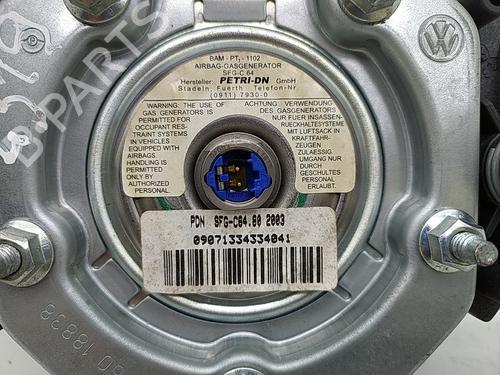 BAM - PT₁ - 1102
AIRBAG-GASGENERATOR
SFG-C 64
Hersteller: PETRI-DN GmbH
Stadeln, Fuerth, Telefon-Nr
(0911) 7930-0
WARNING: THE USE OF
GAS GENERATORS IS
PERMITTED FOR
OCCUPANT RES-
TRAINT SYSTEMS
IN VEHICLES
EQUIPPED WITH
AIRBAGS.
HANDLING IS
PERMITTED
ONLY BY
AUTHORIZED
PERSONAL
ACHTUNG: VERWENDUNG
DES GASGENERATORS
NUR FUER INSASSEN-
RUECKHALESYSTEME
MIT LUFTSACK IN
KRAFTFAHR-
ZEUGEN
ZULAESSIG.
UMGANG NUR
DURCH
GESCHULTES
PERSONAL
ERLAUBT.
PDN SFG-C64.80 2003
09071334334041
B-PARTS